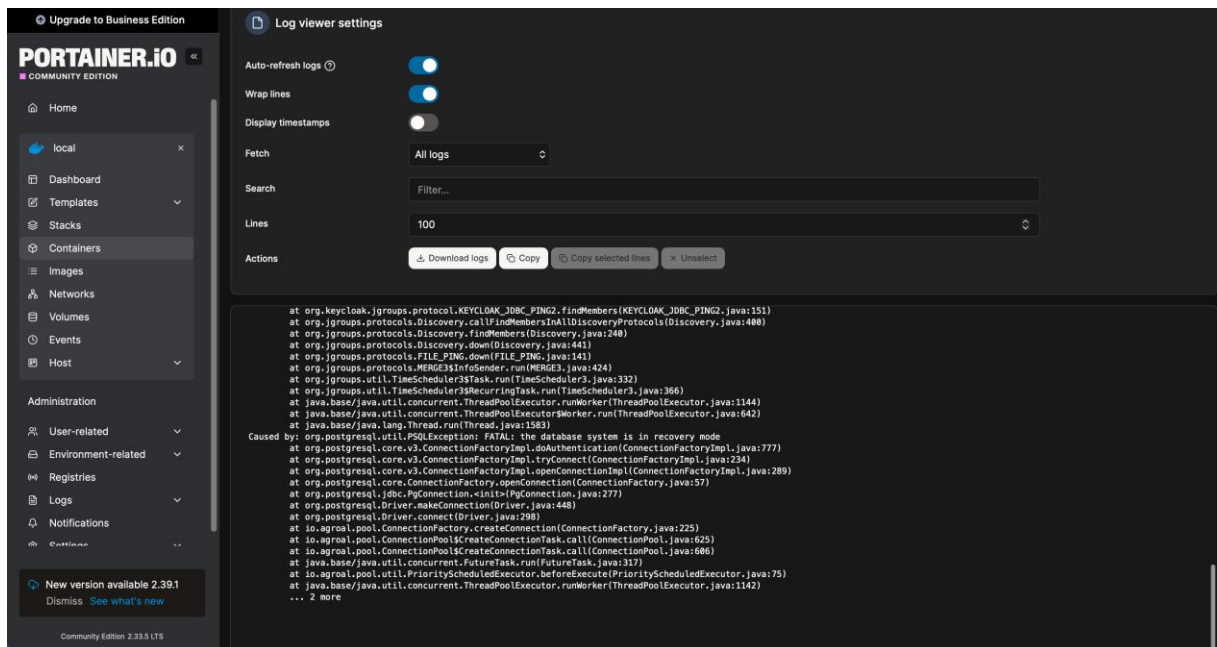 Upgrade to Business Edition
PORTAINER.iO
COMMUNITY EDITION
Home
local
Dashboard
Templates
Stacks
Containers
Images
Networks
Volumes
Events
Host
Administration
User-related
Environment-related
Registries
Logs
Notifications
Settings
New version available 2.39.1
Dismiss See what's new
Community Edition 2.33.5 LTS
Log viewer settings
Auto-refresh logs
Wrap lines
Display timestamps
Fetch All logs
Search Filter...
Lines 100
Actions Download logs Copy Copy selected lines Unselect
at org.keycloak.jgroups.protocol.KEYCLOAK_JDBC_PING2.findMembers(KEYCLOAK_JDBC_PING2.java:151)
at org.jgroups.protocols.Discovery.callFindMembersInAllDiscoveryProtocols(Discovery.java:400)
at org.jgroups.protocols.Discovery.findMembers(Discovery.java:240)
at org.jgroups.protocols.Discovery.down(Discovery.java:441)
at org.jgroups.protocols.FILE_PING.down(FILE_PING.java:141)
at org.jgroups.protocols.MERGE3$InfoSender.run(MERGE3.java:424)
at org.jgroups.util.TimeScheduler3$Task.run(TimeScheduler3.java:332)
at org.jgroups.util.TimeScheduler3$RecurringTask.run(TimeScheduler3.java:366)
at java.base/java.util.concurrent.ThreadPoolExecutor.runWorker(ThreadPoolExecutor.java:1144)
at java.base/java.util.concurrent.ThreadPoolExecutor$Worker.run(ThreadPoolExecutor.java:642)
at java.base/java.lang.Thread.run(Thread.java:1583)
Caused by: org.postgresql.util.PSQLException: FATAL: the database system is in recovery mode
at org.postgresql.core.v3.ConnectionFactoryImpl.doAuthentication(ConnectionFactoryImpl.java:777)
at org.postgresql.core.v3.ConnectionFactoryImpl.tryConnect(ConnectionFactoryImpl.java:234)
at org.postgresql.core.v3.ConnectionFactoryImpl.openConnectionImpl(ConnectionFactoryImpl.java:289)
at org.postgresql.core.ConnectionFactory.openConnection(ConnectionFactory.java:57)
at org.postgresql.jdbc.PgConnection.<init>(PgConnection.java:277)
at org.postgresql.Driver.makeConnection(Driver.java:448)
at org.postgresql.Driver.connect(Driver.java:298)
at io.agroal.pool.ConnectionFactory.createConnection(ConnectionFactory.java:225)
at io.agroal.pool.ConnectionPool$CreateConnectionTask.call(ConnectionPool.java:625)
at io.agroal.pool.ConnectionPool$CreateConnectionTask.call(ConnectionPool.java:606)
at java.base/java.util.concurrent.FutureTask.run(FutureTask.java:317)
at io.agroal.pool.util.PriorityScheduledExecutor.beforeExecute(PriorityScheduledExecutor.java:75)
at java.base/java.util.concurrent.ThreadPoolExecutor.runWorker(ThreadPoolExecutor.java:1142)
... 2 more